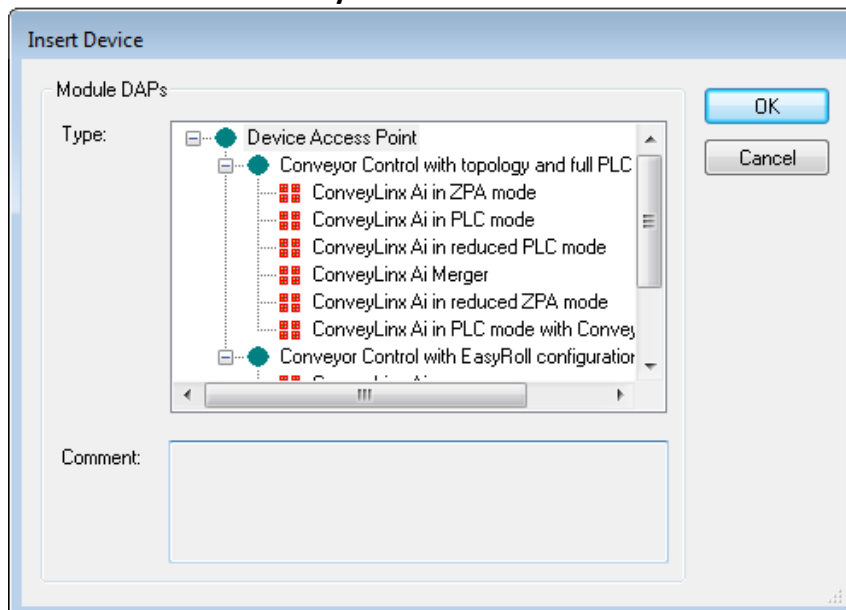 Insert Device
Module DAPs
OK
Type:
Device Access Point
Cancel
Conveyor Control with topology and full PLC
ConveyLinx Ai in ZPA mode
ConveyLinx Ai in PLC mode
ConveyLinx Ai in reduced PLC mode
ConveyLinx Ai Merger
ConveyLinx Ai in reduced ZPA mode
ConveyLinx Ai in PLC mode with Convey
Conveyor Control with EasyRoll configuration
Comment: